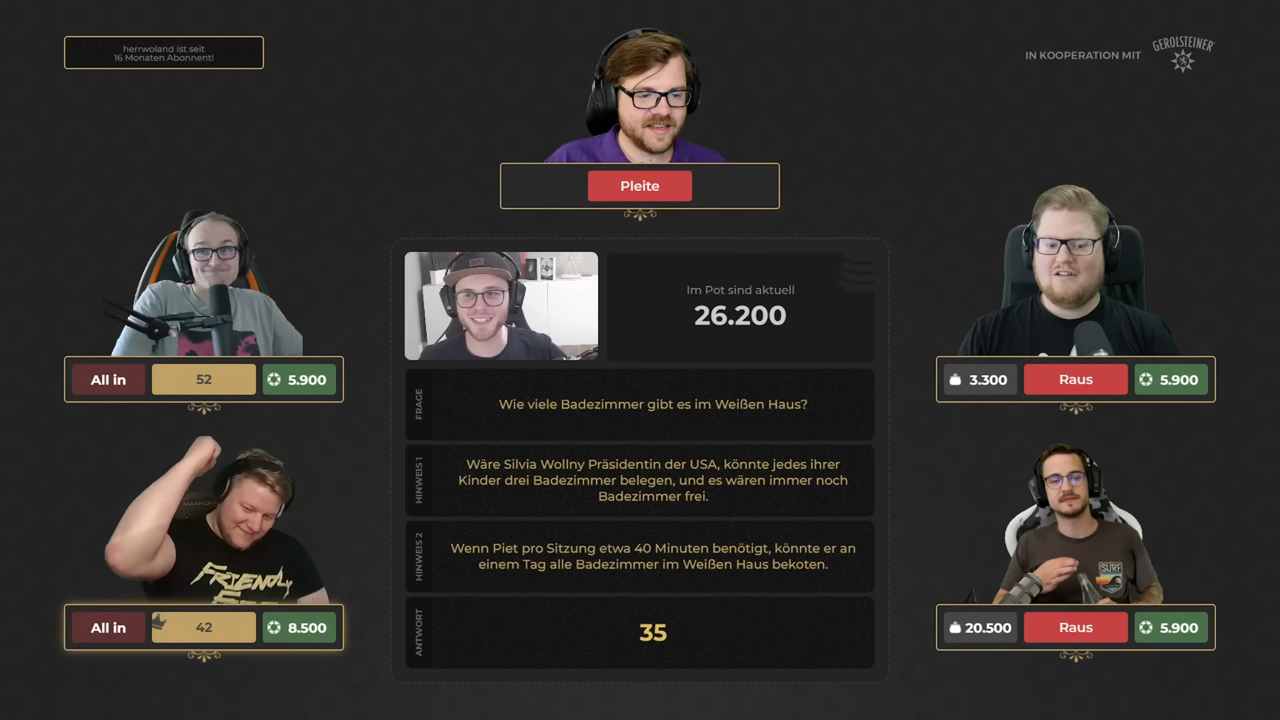 herrwoland ist seit
16 Monaten Abonnent!
IN KOOPERATION MIT
GEROLSTEINER
Pleite
Im Pot sind aktuell
26.200
All in
52
5.900
3.300
Raus
5.900
FRAGE
Wie viele Badezimmer gibt es im Weißen Haus?
HINWEIS 1
Wäre Silvia Wollny Präsidentin der USA, könnte jedes ihrer
Kinder drei Badezimmer belegen, und es wären immer noch
Badezimmer frei.
HINWEIS 2
Wenn Piet pro Sitzung etwa 40 Minuten benötigt, könnte er an
einem Tag alle Badezimmer im Weißen Haus bekoten.
ANTWORT
35
FRIENDLY
All in
42
8.500
SURF
20.500
Raus
5.900